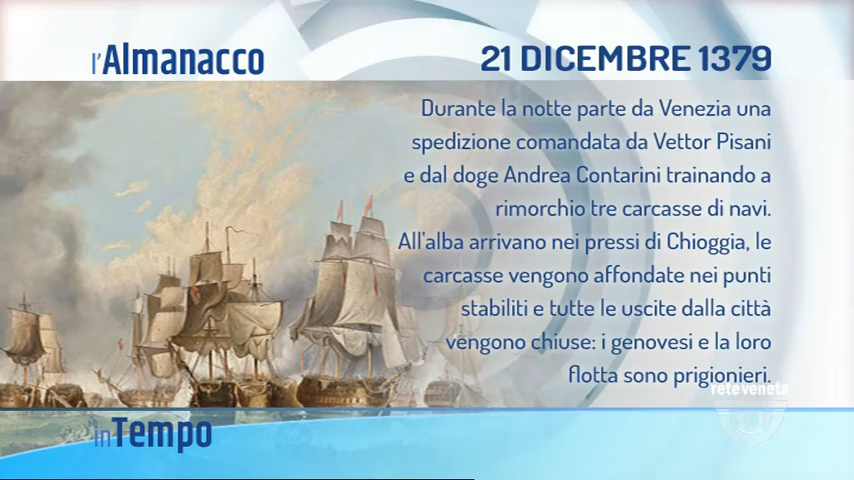 l'Almanacco
21 DICEMBRE 1379
Durante la notte parte da Venezia una
spedizione comandata da Vettor Pisani
e dal doge Andrea Contarini trainando a
rimorchio tre carcasse di navi.
All'alba arrivano nei pressi di Chioggia, le
carcasse vengono affondate nei punti
stabiliti e tutte le uscite dalla città
vengono chiuse: i genovesi e la loro
flotta sono prigionieri.
reteveneta
inTempo